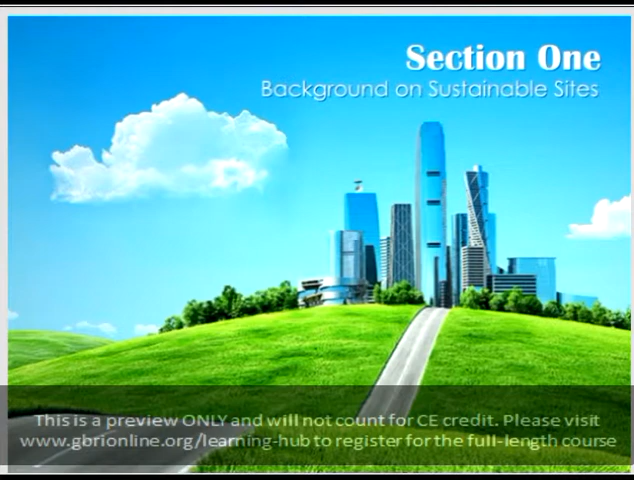 Section One
Background on Sustainable Sites
This is a preview ONLY and will not count for CE credit. Please visit
www.gbrionline.org/learning-hub to register for the full-length course